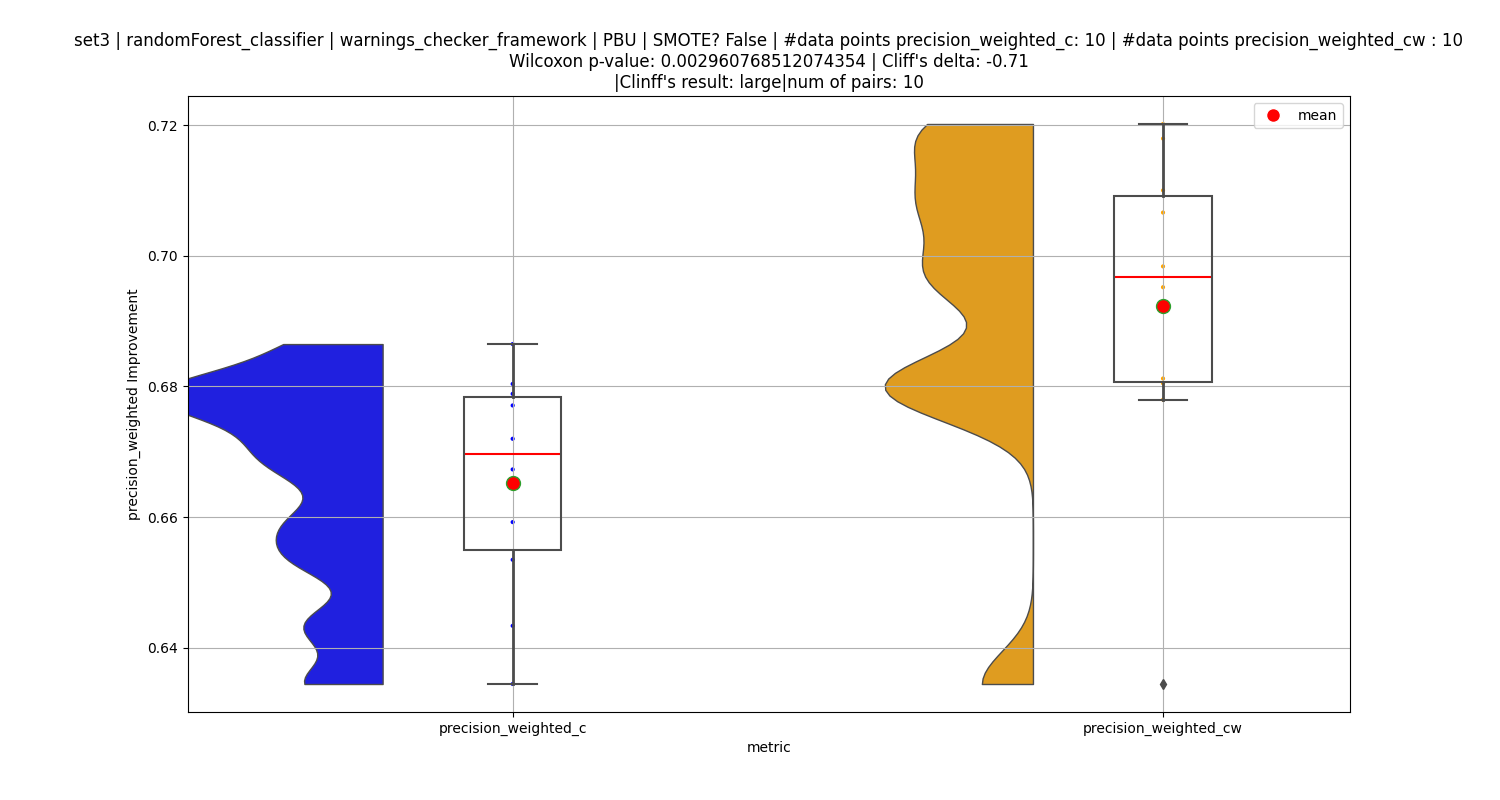 set3 | randomForest_classifier | warnings_checker_framework | PBU | SMOTE? False | #data points precision_weighted_c: 10 | #data points precision_weighted_cw : 10
Wilcoxon p-value: 0.002960768512074354 | Cliff's delta: -0.71
|Clinff's result: large|num of pairs: 10
mean
0.72
0.70
0.68
0.66
0.64
precision_weighted Improvement
precision_weighted_c
precision_weighted_cw
metric